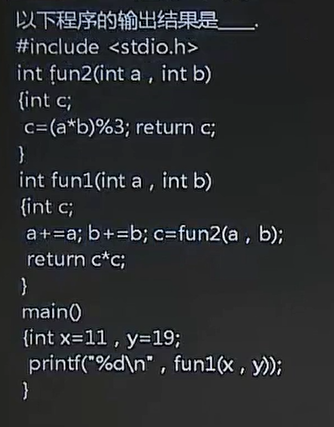 以下程序的输出结果是____.
#include <stdio.h>
int fun2(int a , int b)
{int c;
c=(a*b)%3; return c;
}
int fun1(int a , int b)
{int c;
a+=a; b+=b; c=fun2(a , b);
return c*c;
}
main()
{int x=11 , y=19;
printf("%d\n" , fun1(x , y));
}